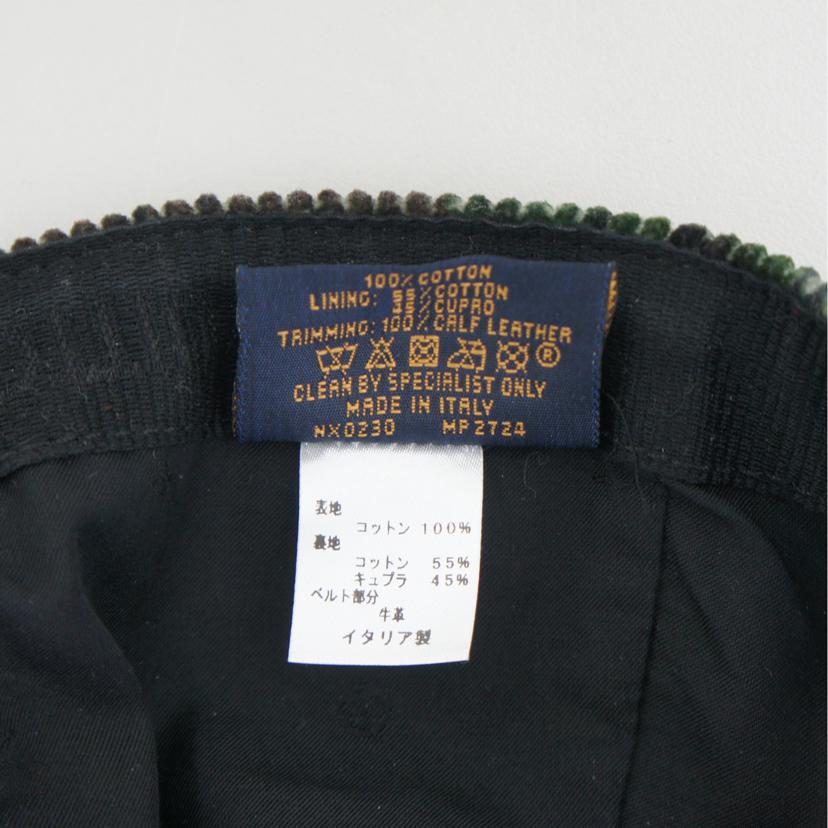 100% COTTON
LINING: 55% COTTON
45% CUPRO
TRIMMING: 100% CALF LEATHER
®
CLEAN BY SPECIALIST ONLY
MADE IN ITALY
NX0230 MP2724
表地
コットン 100%
裏地
コットン 55%
キュプラ 45%
ベルト部分
牛革
イタリア製